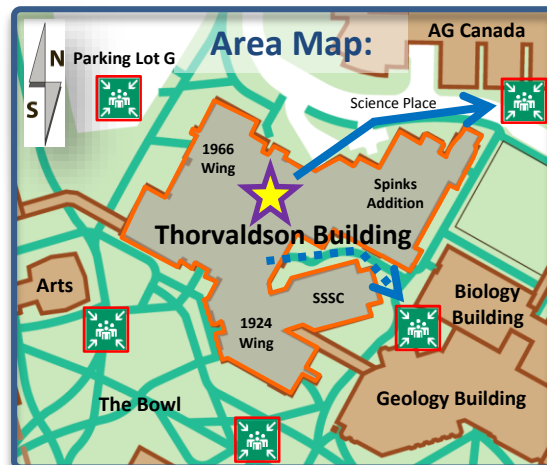 Area Map:
AG Canada
N
S
Parking Lot G
Science Place
1966
Wing
Spinks
Addition
Thorvaldson Building
Arts
SSSC
Biology
Building
1924
Wing
The Bowl
Geology Building